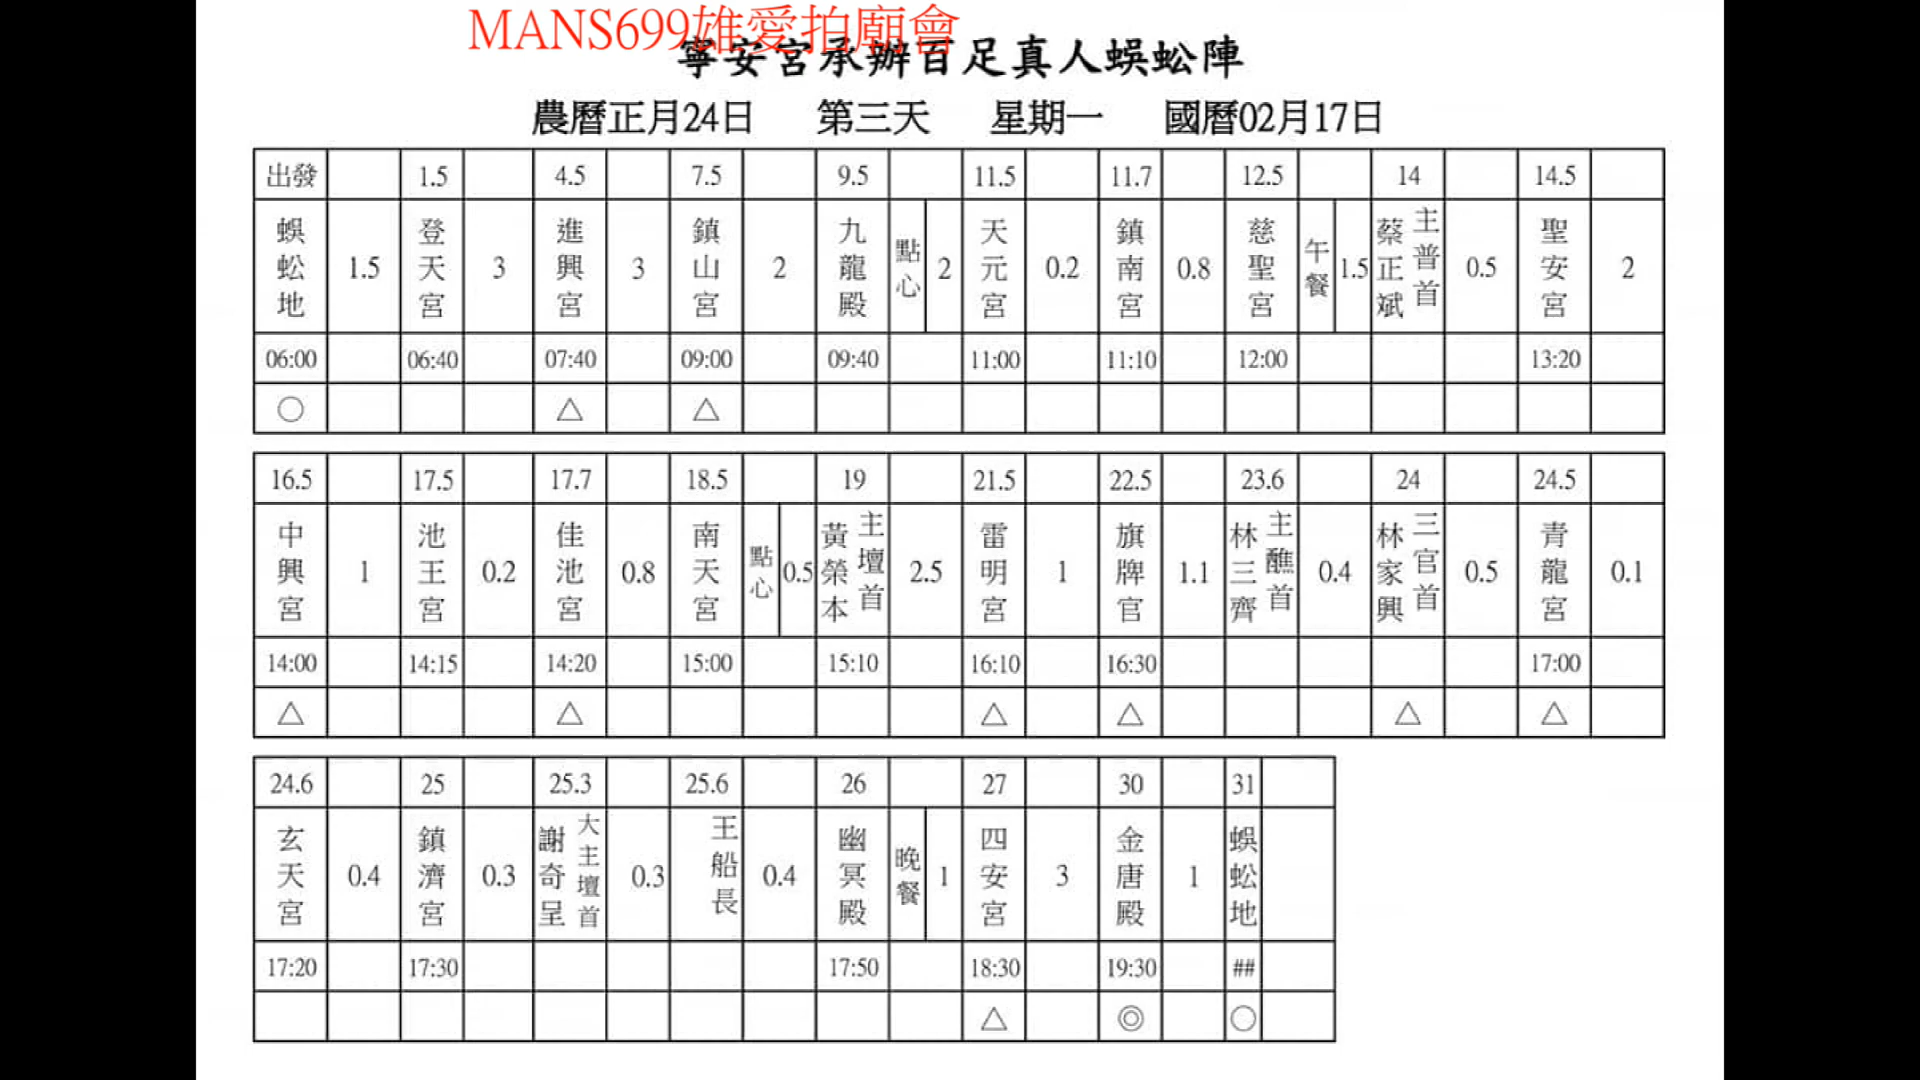 MANS699雄愛拍廟會
寧安宮承辦百足真人蜈蚣陣
農曆正月24日 第三天 星期一 國曆02月17日
出發 1.5 4.5 7.5 9.5 11.5 11.7 12.5 14 14.5
蜈蚣地 1.5 登天宮 3 進興宮 3 鎮山宮 2 九龍殿 點心 2 天元宮 0.2 鎮南宮 0.8 慈聖宮 午餐 1.5 主普首 蔡正斌 0.5 聖安宮 2
06:00 06:40 07:40 09:00 09:40 11:00 11:10 12:00 13:20
○ △ △
16.5 17.5 17.7 18.5 19 21.5 22.5 23.6 24 24.5
中興宮 1 池王宮 0.2 佳池宮 0.8 南天宮 點心 0.5 主壇首 黃榮本 2.5 雷明宮 1 旗牌官 1.1 主醮首 林三齊 0.4 三官首 林家興 0.5 青龍宮 0.1
14:00 14:15 14:20 15:00 15:10 16:10 16:30 17:00
△ △ △ △ △ △
24.6 25 25.3 25.6 26 27 30 31
玄天宮 0.4 鎮濟宮 0.3 大主壇首 謝奇呈 0.3 王船長 0.4 幽冥殿 晚餐 1 四安宮 3 金唐殿 1 蜈蚣地
17:20 17:30 17:50 18:30 19:30 ##
△ ◎ ○